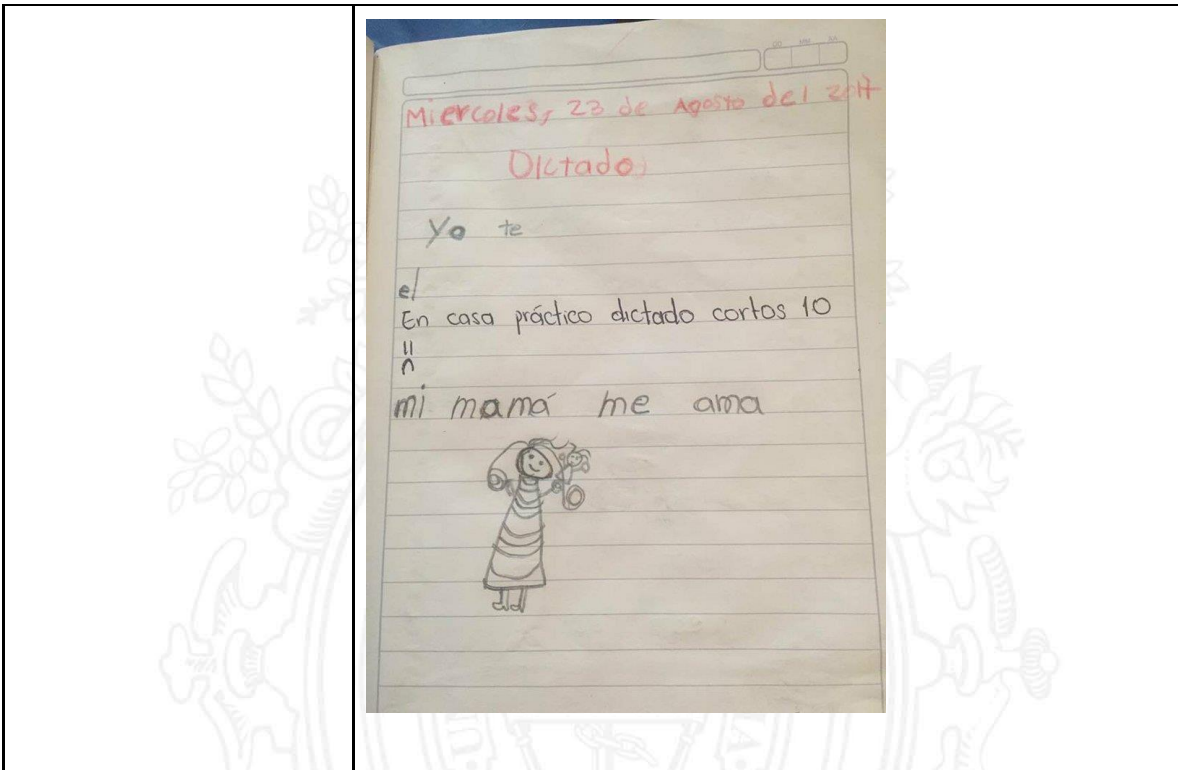 Miercoles, 23 de Agosto del 2017
Dictado
Yo te
el
En casa práctico dictado cortos 10
mi mamá me ama